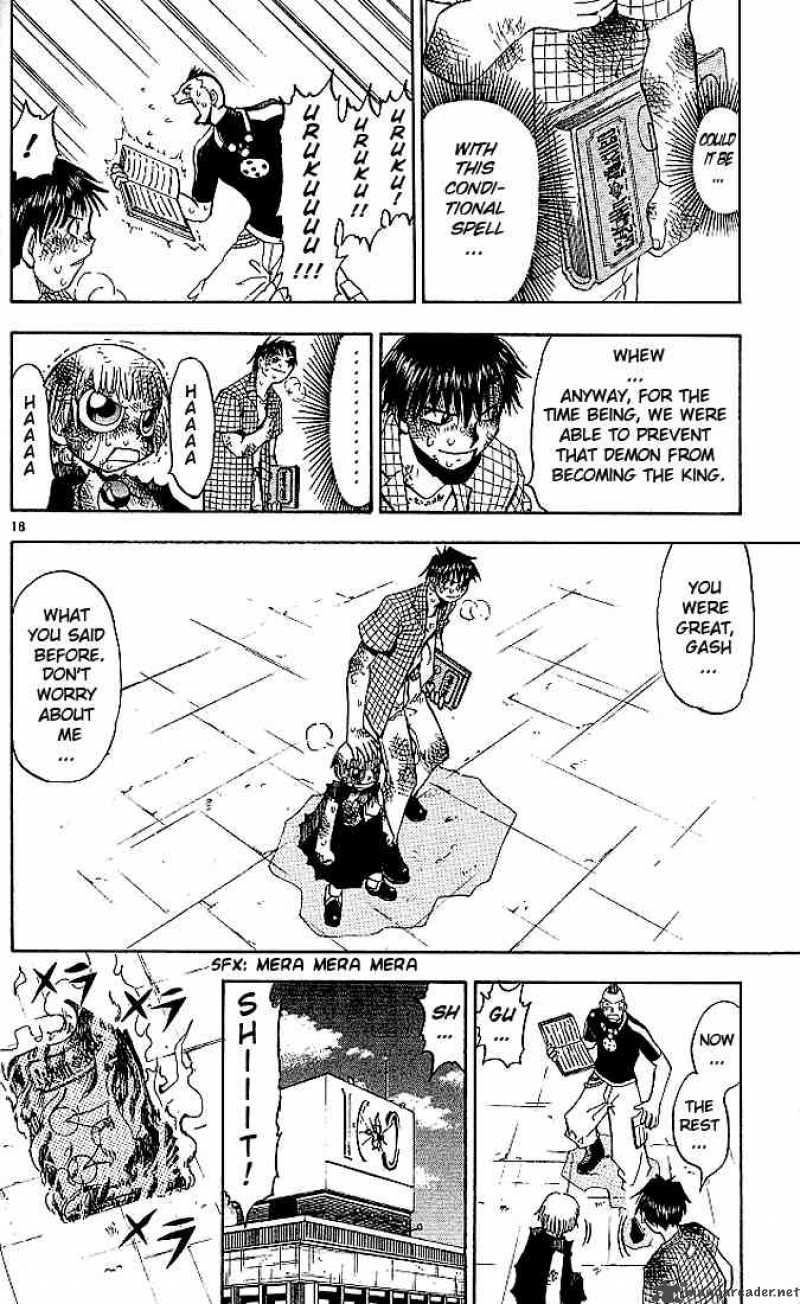 COULD
IT BE
...
WITH
THIS
CONDI-
TIONAL
SPELL
...
URUKU!
URUKU!!
URUKUUUUU!!!
!
WHEW
...
ANYWAY, FOR THE
TIME BEING, WE WERE
ABLE TO PREVENT
THAT DEMON FROM
BECOMING THE KING.
..........
HAAAA
HAAAA
18
YOU
WERE
GREAT,
GASH
...
WHAT
YOU SAID
BEFORE.
DON'T
WORRY
ABOUT
ME
...
NOW
...
THE
REST
...
GU
...
SH
...
SHIIIT!
SFX: MERA MERA MERA
メラ
メラ
メラ
mangareader.net